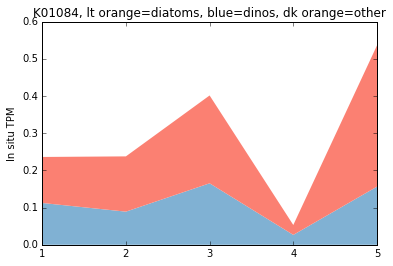 K01084, lt orange=diatoms, blue=dinos, dk orange=other
0.6
0.5
0.4
0.3
0.2
0.1
0.0
In situ TPM
1 2 3 4 5